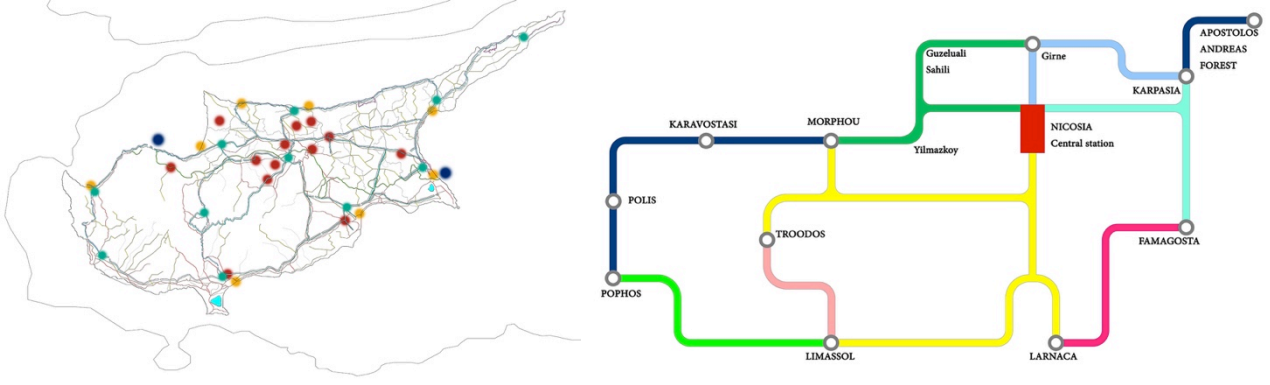 APOSTOLOS
ANDREAS
FOREST
Guzeluali
Sahili
Girne
KARPASIA
KARAVOSTASI
MORPHOU
NICOSIA
Central station
Yilmazkoy
POLIS
TROODOS
FAMAGOSTA
POPHOS
LIMASSOL
LARNACA